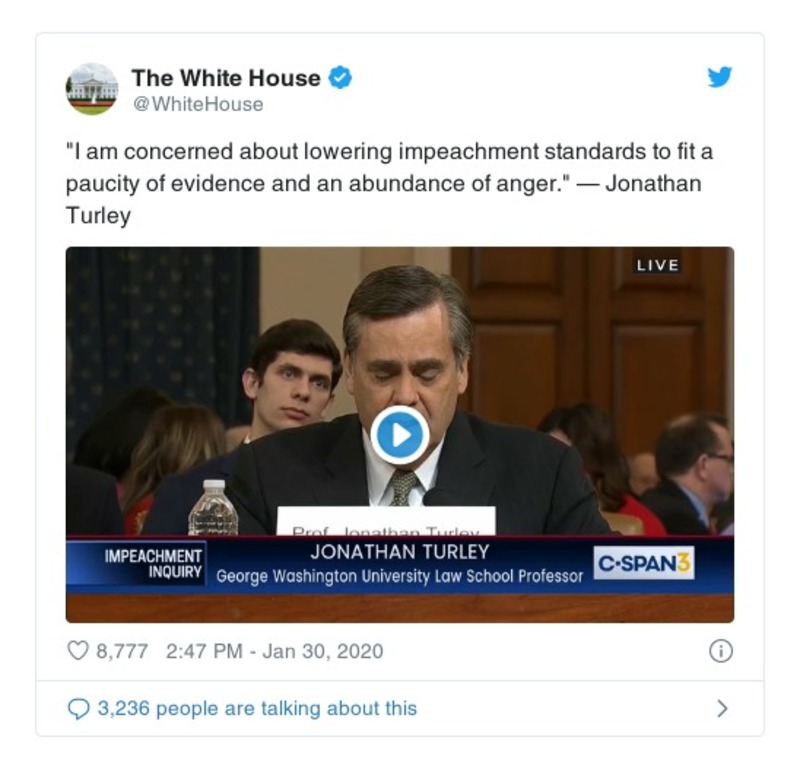 The White House
@WhiteHouse
"I am concerned about lowering impeachment standards to fit a
paucity of evidence and an abundance of anger." — Jonathan
Turley
LIVE
Prof. Jonathan Turley
IMPEACHMENT
INQUIRY
JONATHAN TURLEY
George Washington University Law School Professor
C-SPAN3
8,777 2:47 PM - Jan 30, 2020
3,236 people are talking about this